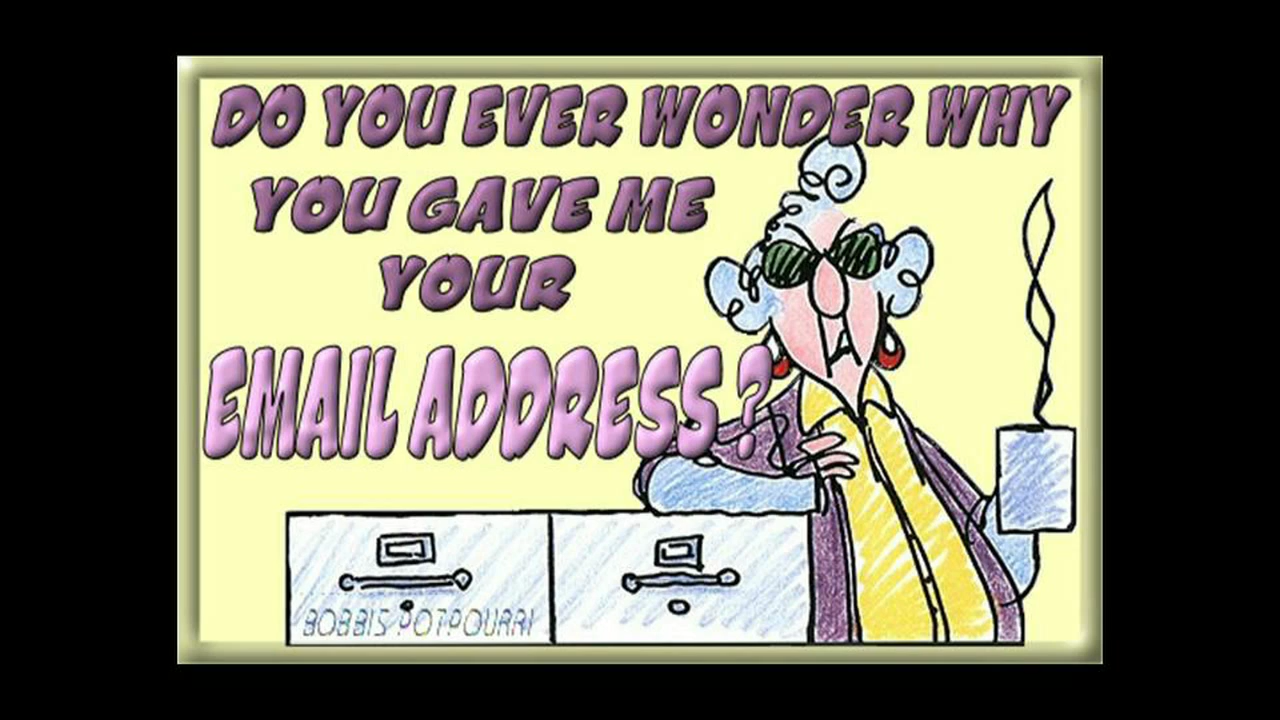 DO YOU EVER WONDER WHY
YOU GAVE ME
YOUR
EMAIL ADDRESS ?
BOBBIS POTPOURRI